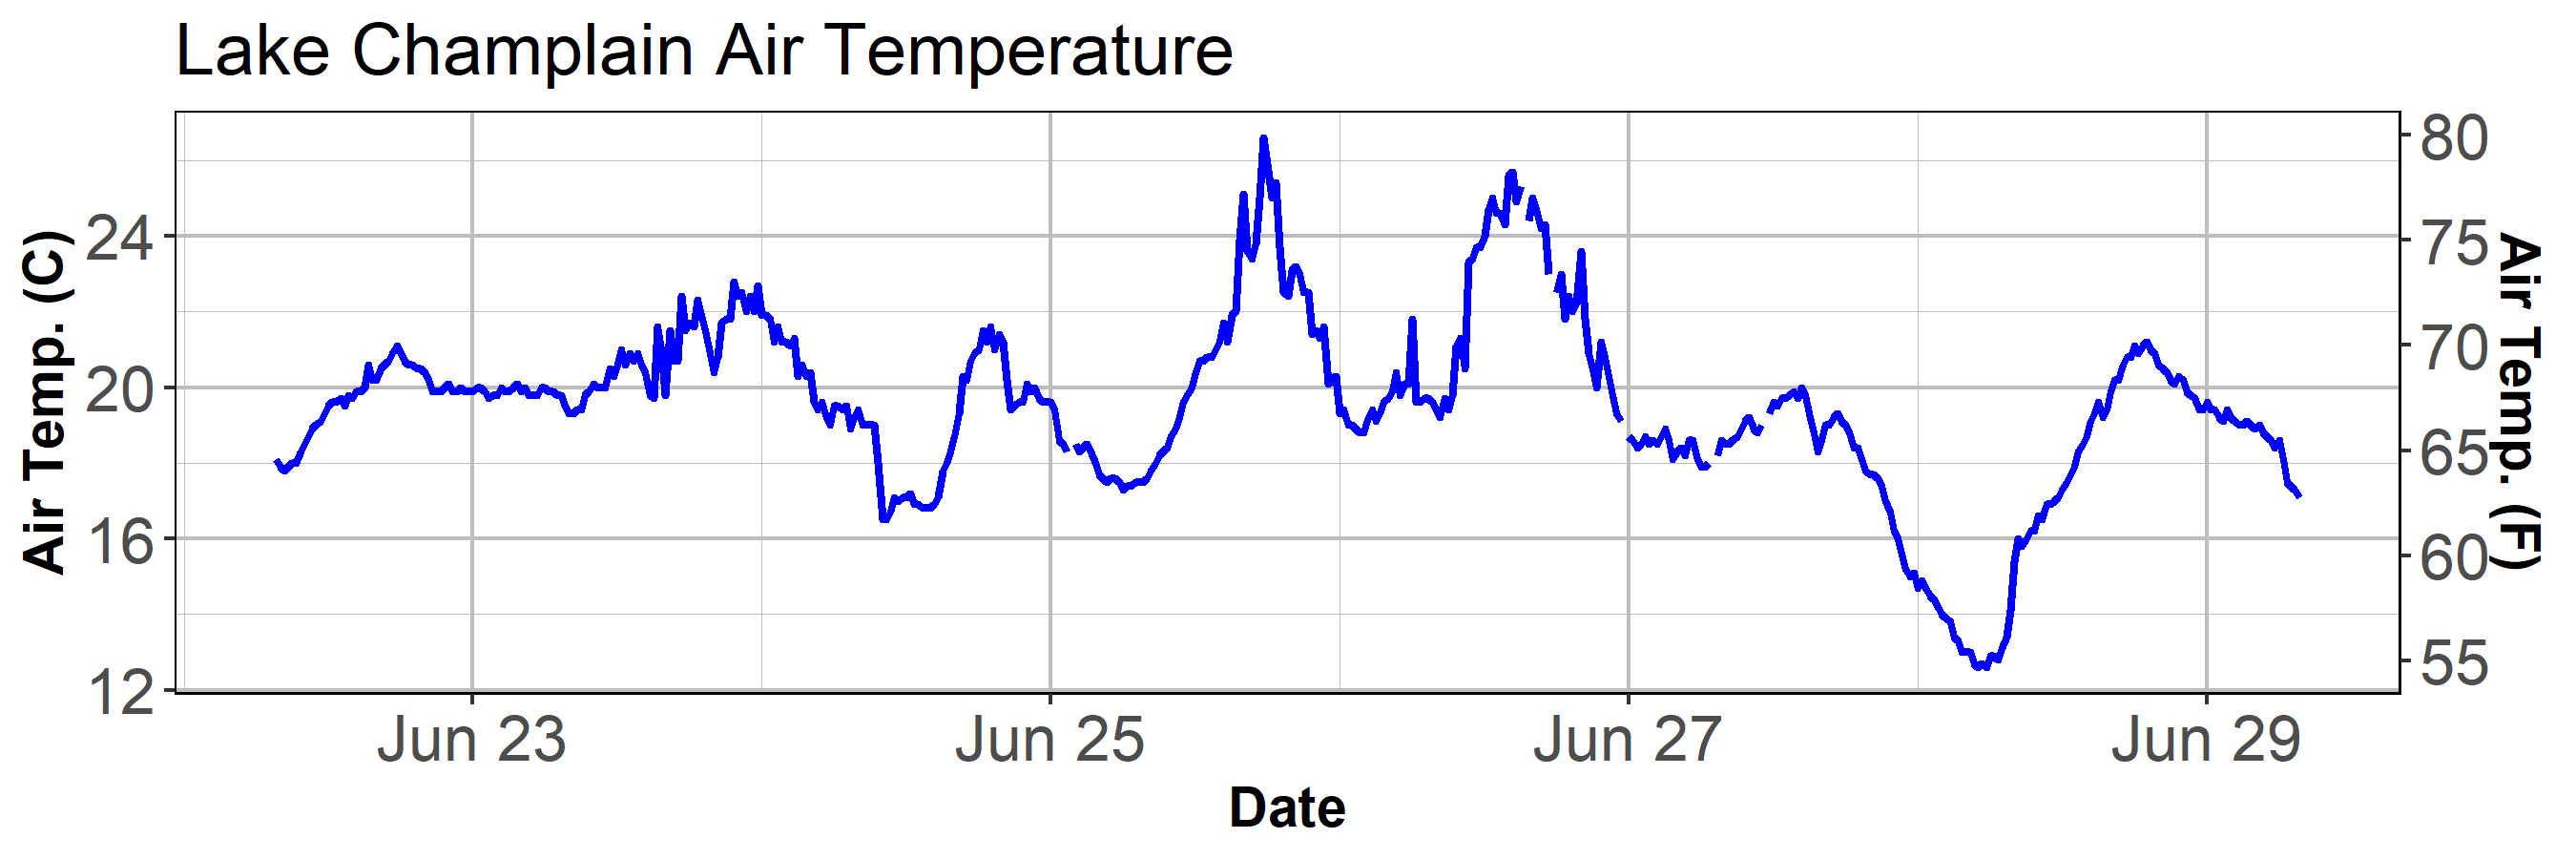 Lake Champlain Air Temperature
Air Temp. (C)
24
20
16
12
80
75
70
65
60
55
Air Temp. (F)
Jun 23 Jun 25 Jun 27 Jun 29
Date